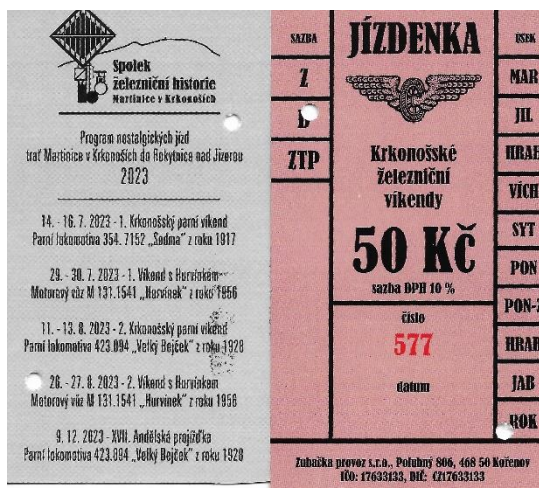 Spolek
železniční historie
Martinice v Krkonoších
Program nostalgických jízd
trať Martinice v Krkonoších do Rokytnice nad Jizerou
2023
14. - 16. 7. 2023 - 1. Krkonošský parní víkend
Parní lokomotiva 354. 7152 „Sedma" z roku 1917
29. - 30. 7. 2023 - 1. Víkend s Hurvínkem
Motorový vůz M 131.1541 „Hurvínek" z roku 1956
11. - 13. 8. 2023 - 2. Krkonošský parní víkend
Parní lokomotiva 423.094 „Velký Bejček" z roku 1928
26. - 27. 8. 2023 - 2. Víkend s Hurvínkem
Motorový vůz M 131.1541 „Hurvínek" z roku 1956
9. 12. 2023 - XVII. Andělská projížďka
Parní lokomotiva 423.094 „Velký Bejček" z roku 1928
SAZBA
Z
D
ZTP
JÍZDENKA
Krkonošské
železniční
víkendy
50 KČ
sazba DPH 10 %
číslo
577
datum
ÚSEK
MAR
JIL
HRAB
VÍCH
SYT
PON
PON-
HRAB
JAB
ROK
Zubačka provoz s.r.o., Polubný 806, 468 50 Kořenov
IČO: 17633133, DIČ: CZ17633133